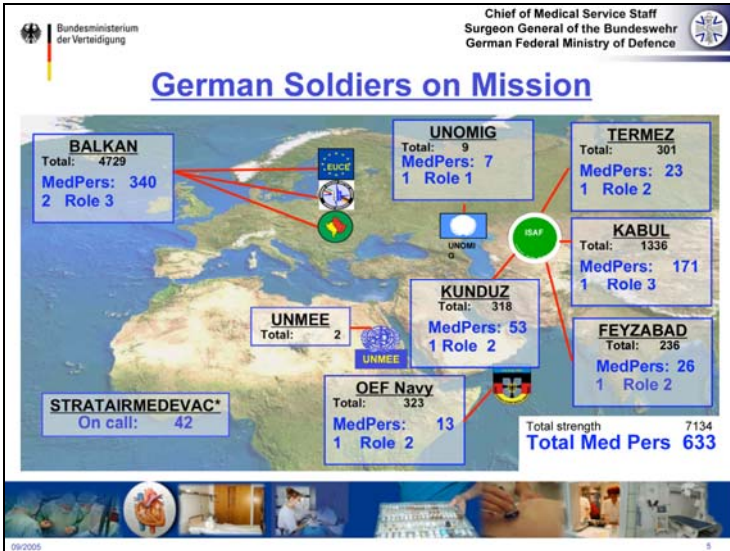 Bundesministerium
der Verteidigung
Chief of Medical Service Staff
Surgeon General of the Bundeswehr
German Federal Ministry of Defence
German Soldiers on Mission
BALKAN
Total: 4729
MedPers: 340
2 Role 3
EUCE
UNOMIG
Total: 9
MedPers: 7
1 Role 1
UNOMI
G
TERMEZ
Total: 301
MedPers: 23
1 Role 2
ISAF
KABUL
Total: 1336
MedPers: 171
1 Role 3
KUNDUZ
Total: 318
MedPers: 53
1 Role 2
FEYZABAD
Total: 236
MedPers: 26
1 Role 2
UNMEE
Total: 2
UNMEE
OEF Navy
Total: 323
MedPers: 13
1 Role 2
STRATAIRMEDEVAC*
On call: 42
Total strength 7134
Total Med Pers 633
09/2005
5